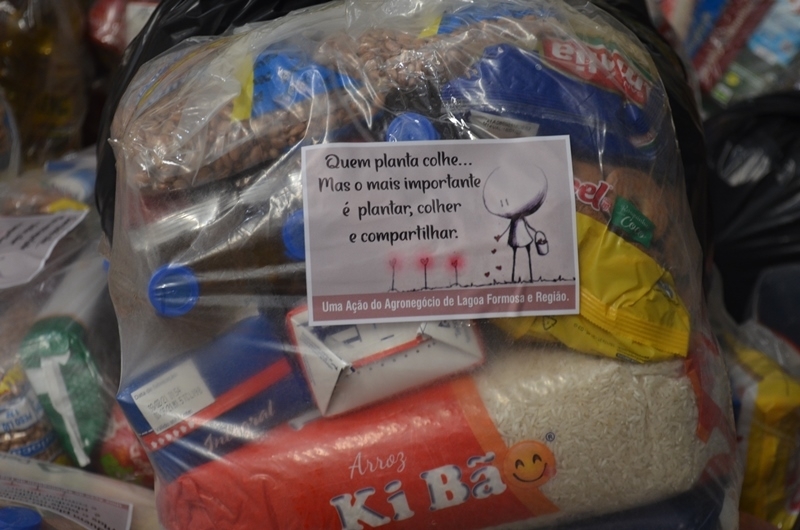 Quem planta colhe...
Mas o mais importante
é plantar, colher
e compartilhar.
Uma Ação do Agronegócio de Lagoa Formosa e Região.
Integral
Arroz
Ki Bã
®